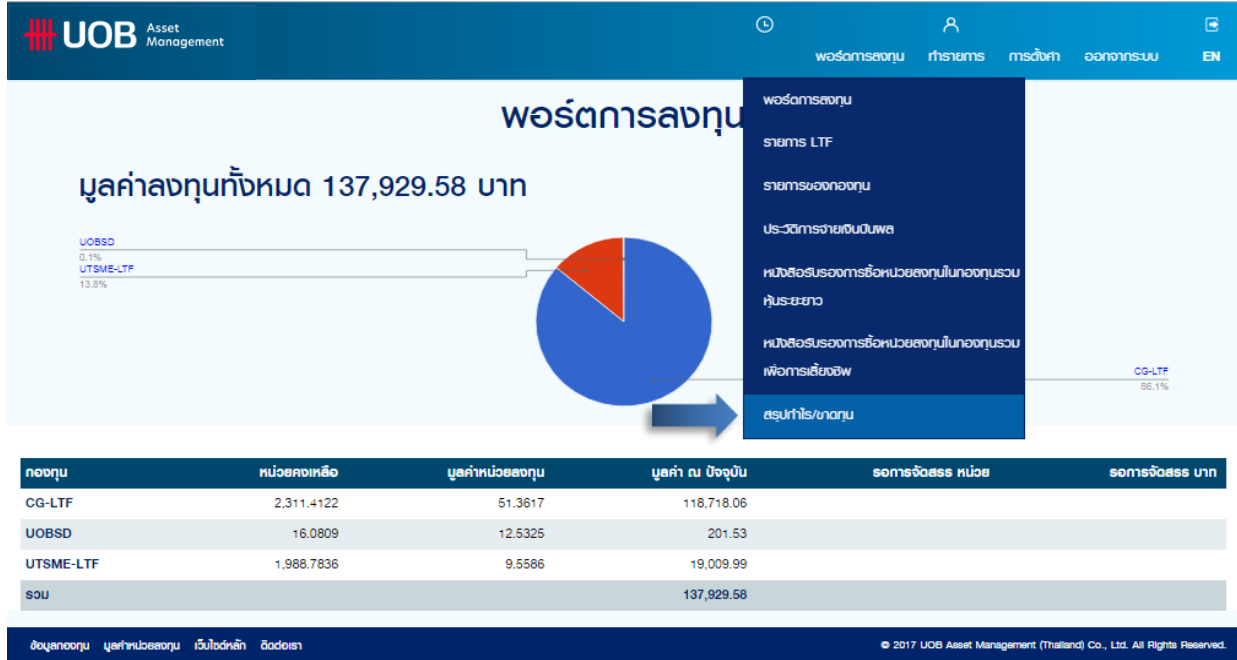 UOB Asset
Management
พอร์ตการลงทุน ทำรายการ การตั้งค่า ออกจากระบบ EN
พอร์ตการลงทุน
พอร์ตการลงทุน
รายการ LTF
รายการของกองทุน
ประวัติการจ่ายเงินปันผล
หนังสือรับรองการซื้อหน่วยลงทุนในกองทุนรวม
หุ้นระยะยาว
หนังสือรับรองการซื้อหน่วยลงทุนในกองทุนรวม
เพื่อการเลี้ยงชีพ
สรุปกำไร/ขาดทุน
มูลค่าลงทุนทั้งหมด 137,929.58 บาท
UOBSD
0.1%
UTSME-LTF
13.8%
CG-LTF
86.1%
กองทุน หน่วยคงเหลือ มูลค่าหน่วยลงทุน มูลค่า ณ ปัจจุบัน รอการจัดสรร หน่วย รอการจัดสรร บาท
CG-LTF 2,311.4122 51.3617 118,718.06
UOBSD 16.0809 12.5325 201.53
UTSME-LTF 1,988.7836 9.5586 19,009.99
รวม 137,929.58
ข้อมูลกองทุน มูลค่าหน่วยลงทุน เว็บไซต์หลัก ติดต่อเรา © 2017 UOB Asset Management (Thailand) Co., Ltd. All Rights Reserved.